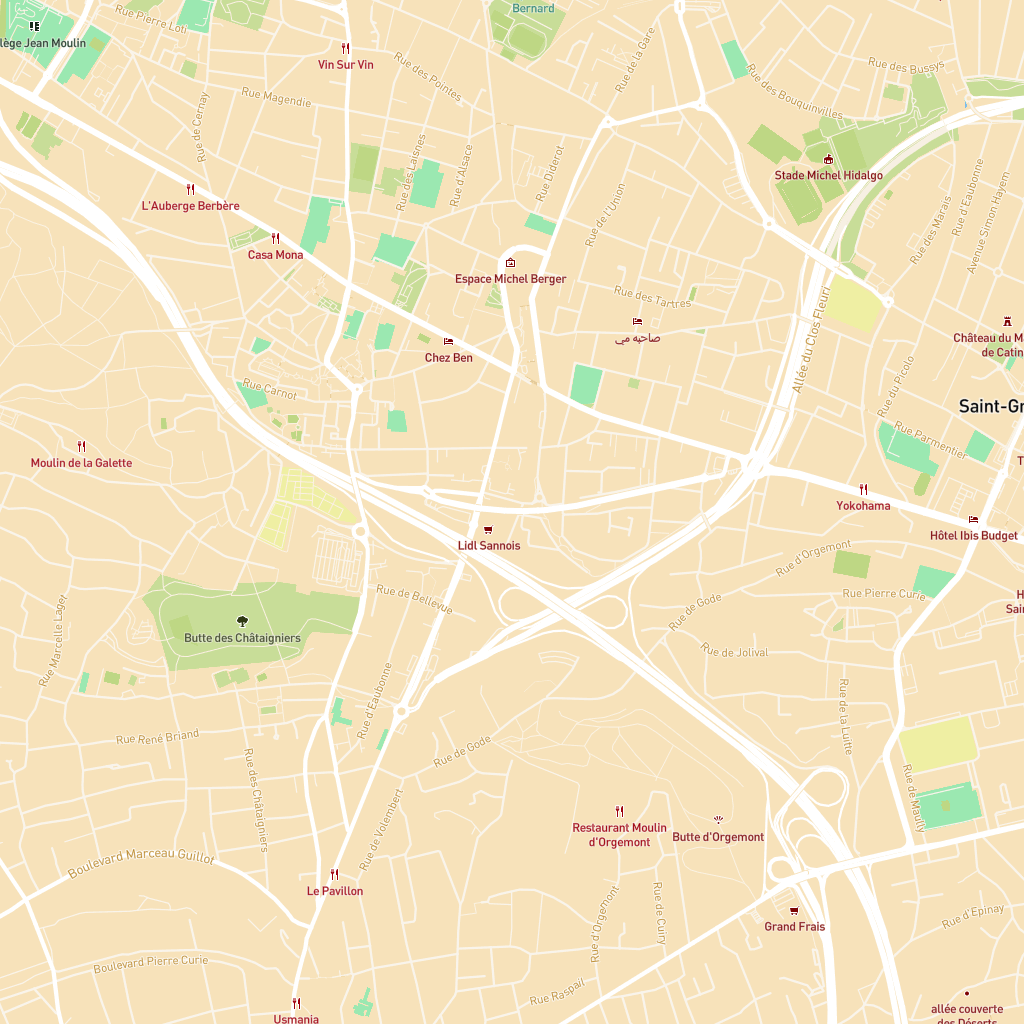 Bernard
Rue Pierre Loti
lège Jean Moulin
Vin Sur Vin
Rue des Pointes
Rue de la Gare
Rue des Bussys
Rue des Bouquinvilles
Rue Magendie
Rue de Cernay
Rue des Laisnes
Rue d'Alsace
Rue Diderot
Stade Michel Hidalgo
L'Auberge Berbère
Rue de l'Union
Rue des Marais
Rue d'Eaubonne
Avenue Simon Hayem
Casa Mona
Espace Michel Berger
Rue des Tartres
صاحبه مي
Allée du Clos Fleuri
Château du Ma
de Catin
Chez Ben
Rue Carnot
Rue du Picolo
Saint-Gr
Rue Parmentier
Moulin de la Galette
T
Yokohama
Hôtel Ibis Budget
Lidl Sannois
Rue d'Orgemont
Rue de Bellevue
Rue de Gode
Rue Pierre Curie
H
Sain
Rue Marcelle Laget
Butte des Châtaigniers
Rue de Jolival
Rue d'Eaubonne
Rue de la Luitte
Rue René Briand
Rue de Gode
Rue des Châtaigniers
Rue de Volembert
Rue de Maully
Restaurant Moulin
d'Orgemont
Butte d'Orgemont
Boulevard Marceau Guillot
Le Pavillon
Rue d'Orgemont
Rue de Cuiry
Grand Frais
Rue d'Epinay
Boulevard Pierre Curie
Rue Raspail
Usmania
allée couverte
des Déserts